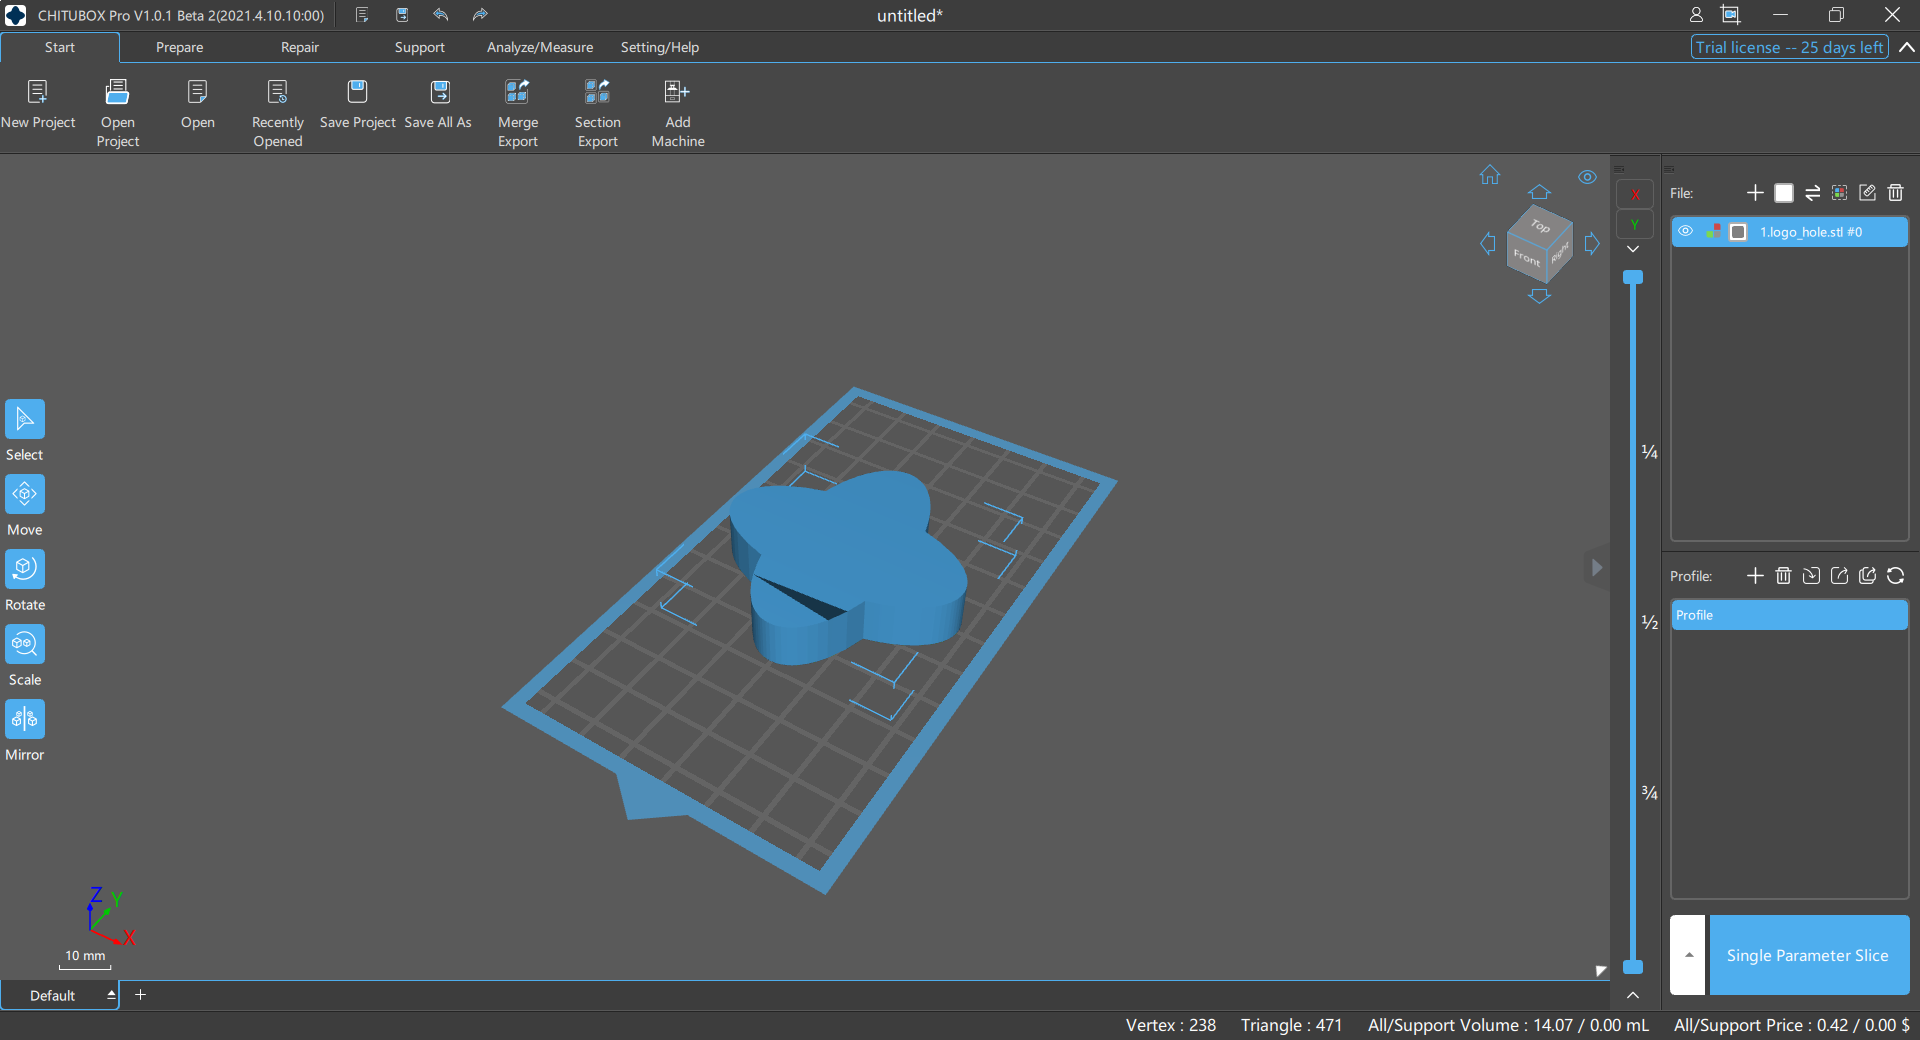 CHITUBOX Pro V1.0.1 Beta 2(2021.4.10.10:00)
untitled*
Start
Prepare
Repair
Support
Analyze/Measure
Setting/Help
Trial license -- 25 days left
New Project
Open
Project
Open
Recently
Opened
Save Project
Save All As
Merge
Export
Section
Export
Add
Machine
Top
Front
Right
X
Y
File:
1.logo_hole.stl #0
Select
Move
Rotate
Scale
Mirror
¼
½
¾
Profile:
Profile
Z
Y
X
10 mm
Single Parameter Slice
Default
Vertex : 238
Triangle : 471
All/Support Volume : 14.07 / 0.00 mL
All/Support Price : 0.42 / 0.00 $